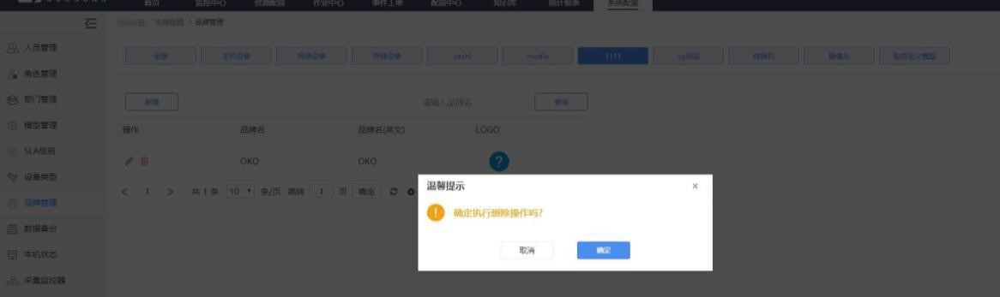 首页 监控中心 资源配置 作业中心 事件工单 配置中心 知识库 统计报表 系统配置
当前位置: 系统配置 > 品牌管理
人员管理
角色管理
部门管理
模型管理
SLA级别
设备类型
品牌管理
数据备份
本机状态
采集监控器
全部 主机设备 网络设备 存储设备 ceshi modle 1111 xg测试 终端机 摄像头
新增 请输入品牌名 查询
操作 品牌名 品牌名(英文) LOGO
OKO OKO ?
< 1 > 共 1 条 10 条/页 跳转 1 页 确定
温馨提示 ×
! 确定执行删除操作吗?
取消 确定